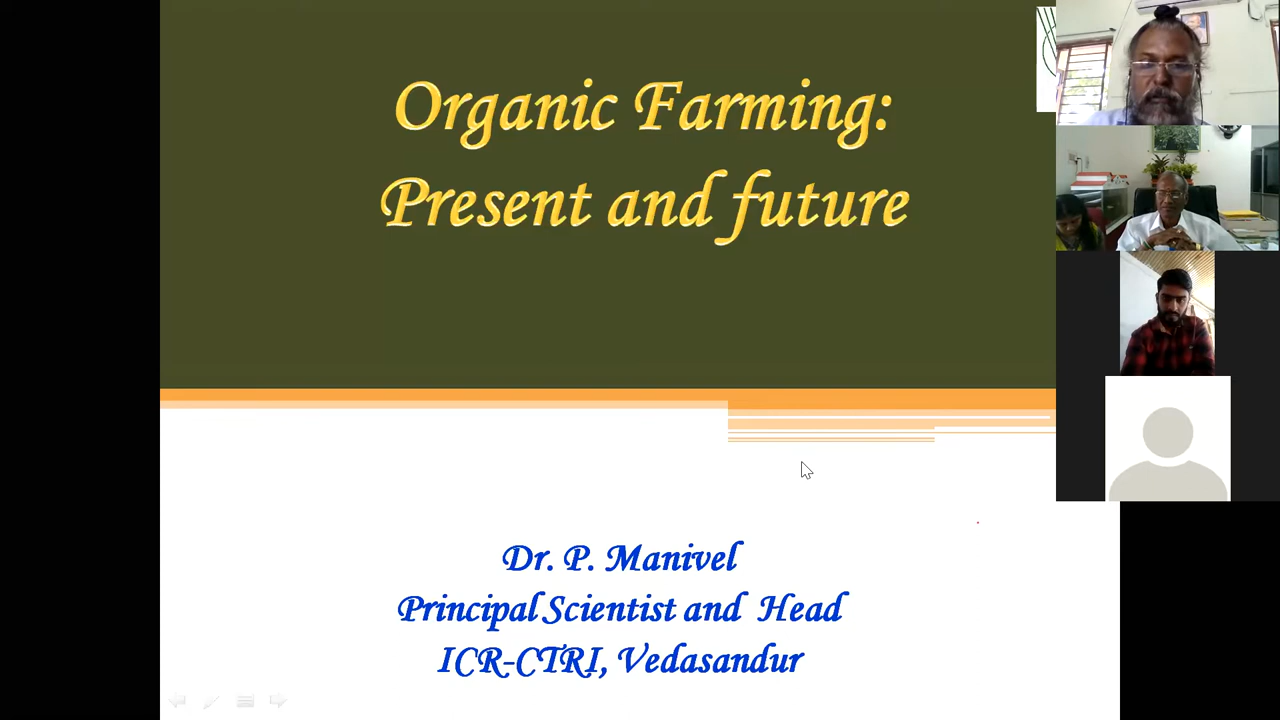 Organic Farming:
Present and future
Dr. P. Manivel
Principal Scientist and Head
ICR-CTRI, Vedasandur